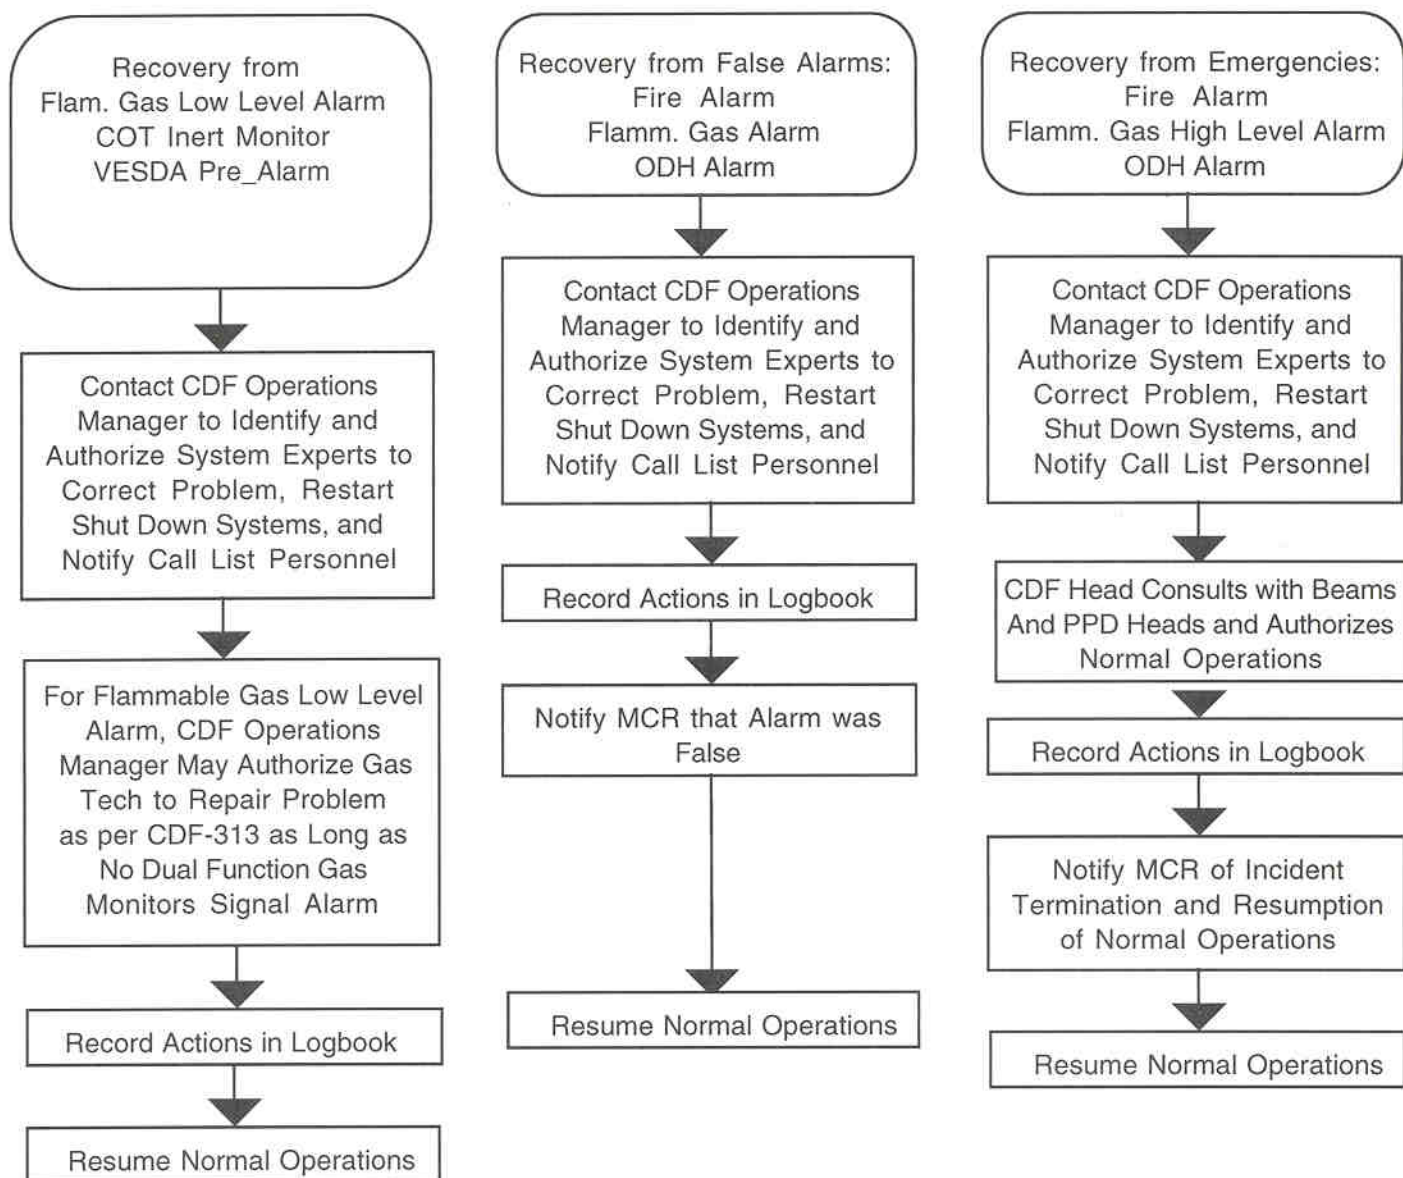 Recovery from
Flam. Gas Low Level Alarm
COT Inert Monitor
VESDA Pre_Alarm
Contact CDF Operations
Manager to Identify and
Authorize System Experts to
Correct Problem, Restart
Shut Down Systems, and
Notify Call List Personnel
For Flammable Gas Low Level
Alarm, CDF Operations
Manager May Authorize Gas
Tech to Repair Problem
as per CDF-313 as Long as
No Dual Function Gas
Monitors Signal Alarm
Record Actions in Logbook
Resume Normal Operations
Recovery from False Alarms:
Fire Alarm
Flamm. Gas Alarm
ODH Alarm
Contact CDF Operations
Manager to Identify and
Authorize System Experts to
Correct Problem, Restart
Shut Down Systems, and
Notify Call List Personnel
Record Actions in Logbook
Notify MCR that Alarm was
False
Resume Normal Operations
Recovery from Emergencies:
Fire Alarm
Flamm. Gas High Level Alarm
ODH Alarm
Contact CDF Operations
Manager to Identify and
Authorize System Experts to
Correct Problem, Restart
Shut Down Systems, and
Notify Call List Personnel
CDF Head Consults with Beams
And PPD Heads and Authorizes
Normal Operations
Record Actions in Logbook
Notify MCR of Incident
Termination and Resumption
of Normal Operations
Resume Normal Operations